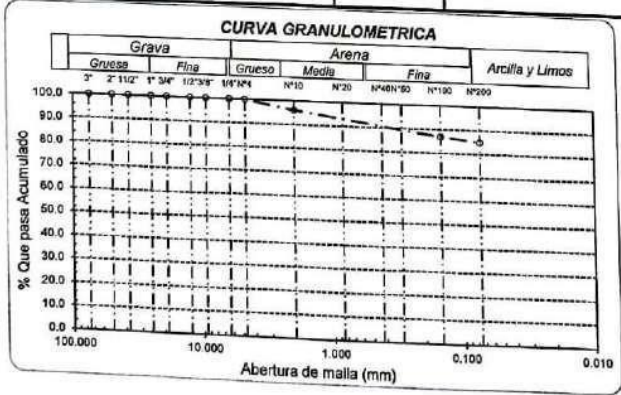 CURVA GRANULOMETRICA
Grava Arena Arcilla y Limos
Gruesa Fina Grueso Media Fina
3" 2" 11/2" 1" 3/4" 1/2"3/8" 1/4"N°4 N°10 N°20 N°40N°50 N°100 N°200
100.0
90.0
80.0
70.0
60.0
50.0
40.0
30.0
20.0
10.0
0.0
% Que pasa Acumulado
100.000 10.000 1.000 0.100 0.010
Abertura de malla (mm)